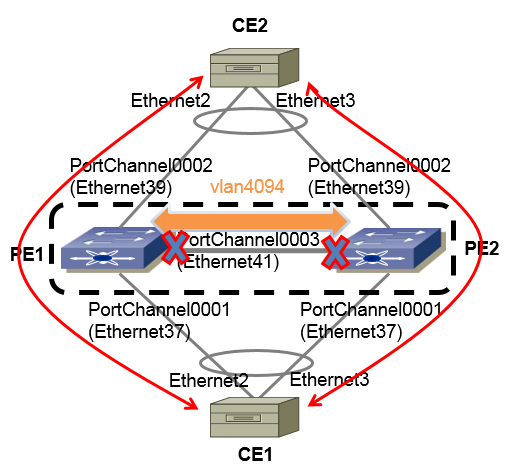 CE2
Ethernet2
Ethernet3
PortChannel0002
(Ethernet39)
PortChannel0002
(Ethernet39)
vlan4094
PE1
PortChannel0003
(Ethernet41)
PE2
PortChannel0001
(Ethernet37)
PortChannel0001
(Ethernet37)
Ethernet2
Ethernet3
CE1